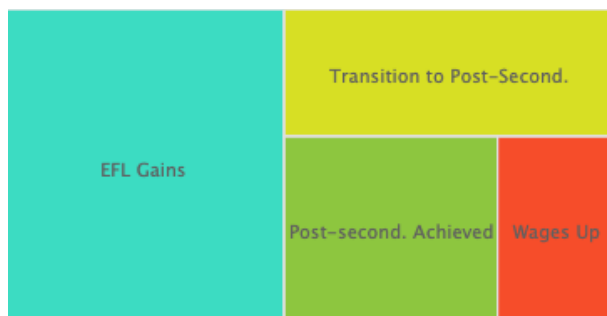 EFL Gains
Transition to Post-Second.
Post-second. Achieved
Wages Up